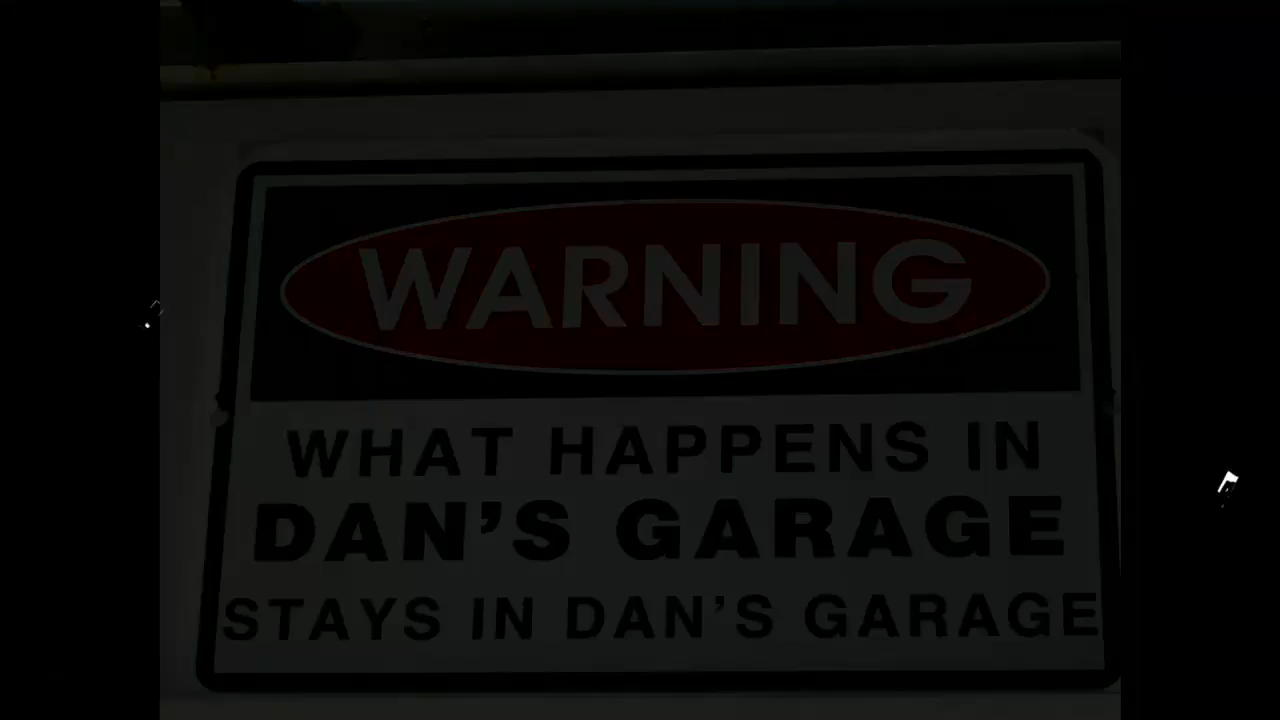 WARNING
WHAT HAPPENS IN
DAN'S GARAGE
STAYS IN DAN'S GARAGE